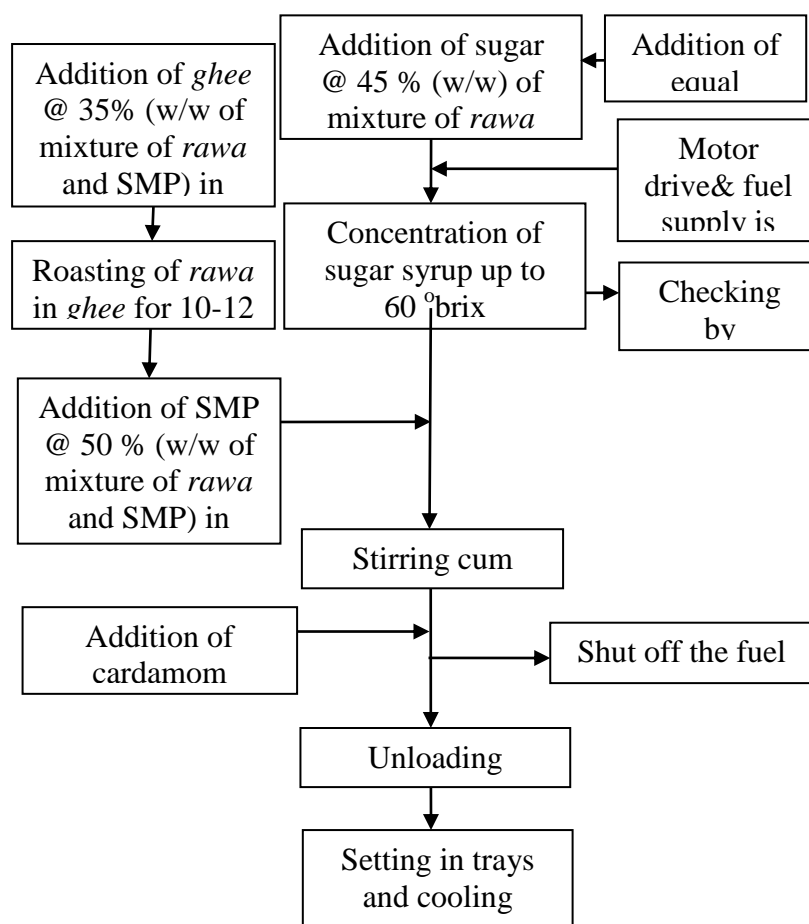 Addition of ghee
@ 35% (w/w of
mixture of rawa
and SMP) in
Roasting of rawa
in ghee for 10-12
Addition of SMP
@ 50 % (w/w of
mixture of rawa
and SMP) in
Addition of sugar
@ 45 % (w/w) of
mixture of rawa
Addition of
equal
Motor
drive& fuel
supply is
Concentration of
sugar syrup up to
60 °brix
Checking
by
Stirring cum
Addition of
cardamom
Shut off the fuel
Unloading
Setting in trays
and cooling